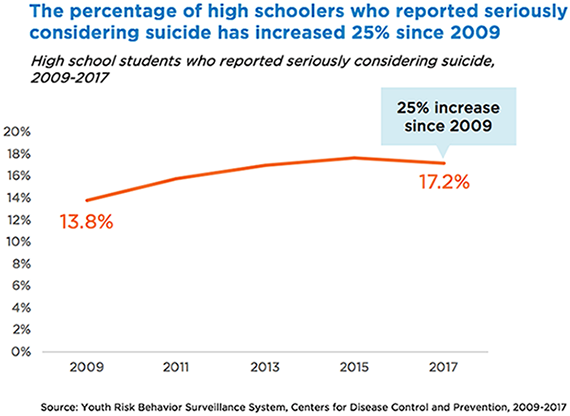 The percentage of high schoolers who reported seriously
considering suicide has increased 25% since 2009
High school students who reported seriously considering suicide,
2009-2017
25% increase
since 2009
20%
18%
16%
14%
12%
10%
8%
6%
4%
2%
0%
13.8%
17.2%
2009 2011 2013 2015 2017
Source: Youth Risk Behavior Surveillance System, Centers for Disease Control and Prevention, 2009-2017